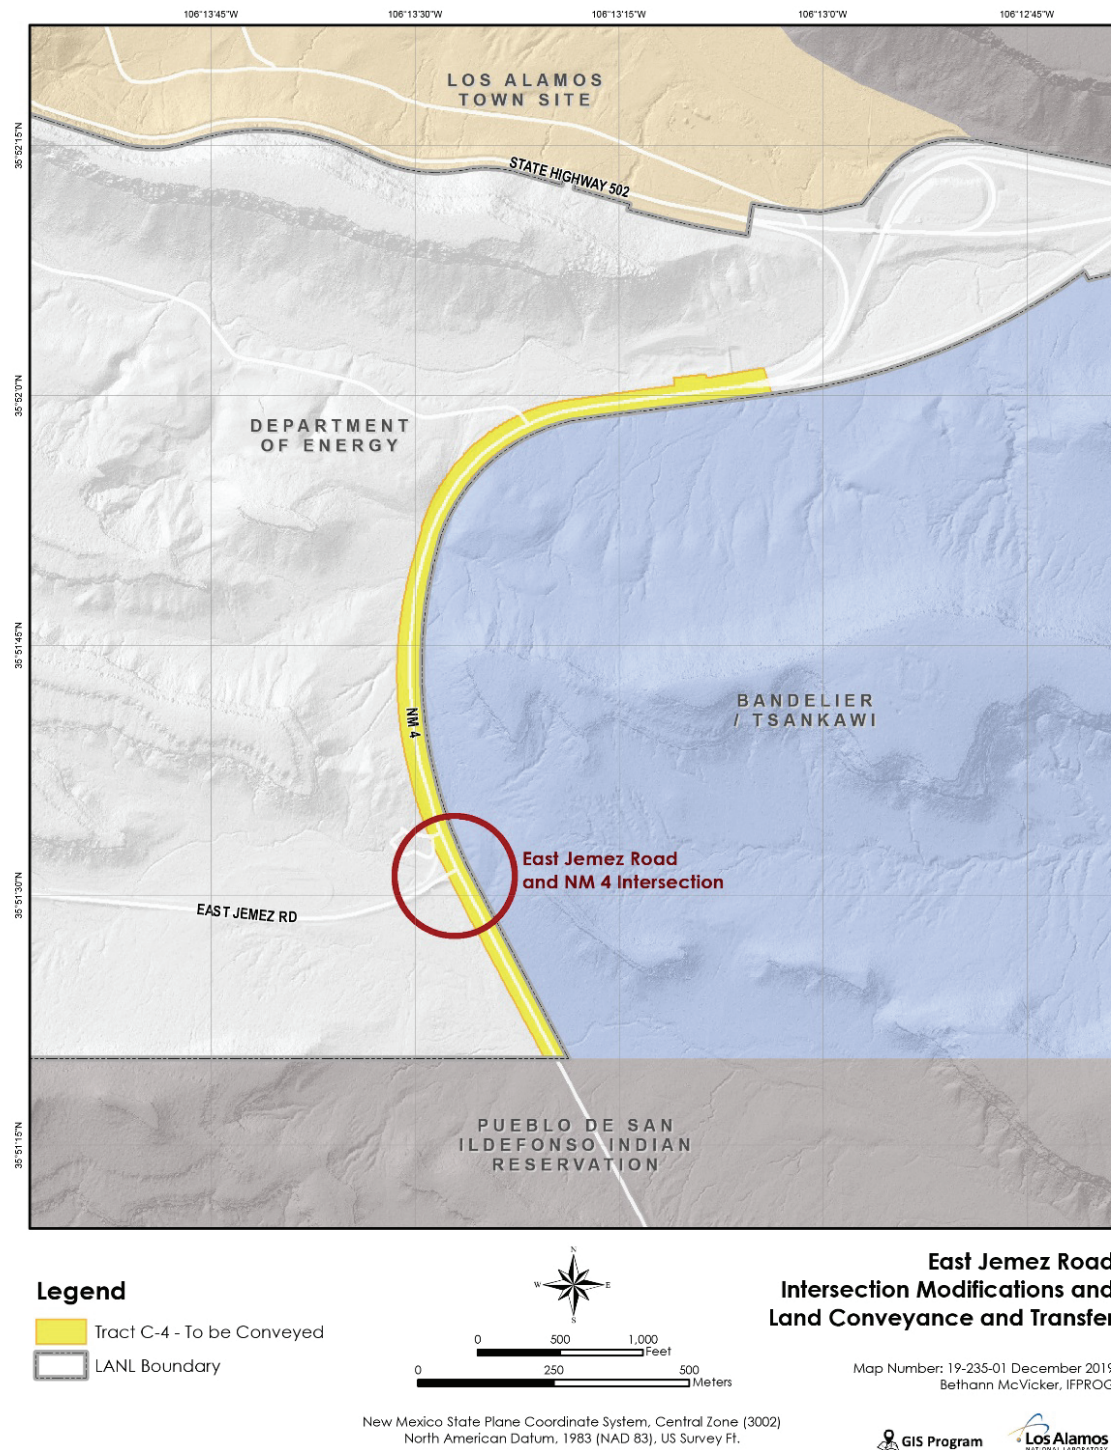 106°13'45"W
106°13'30"W
106°13'15"W
106°13'0"W
106°12'45"W
35°52'15"N
35°52'0"N
35°51'45"N
35°51'30"N
35°51'15"N
LOS ALAMOS
TOWN SITE
STATE HIGHWAY 502
DEPARTMENT
OF ENERGY
BANDELIER
/ TSANKAWI
NM 4
East Jemez Road
and NM 4 Intersection
EAST JEMEZ RD
PUEBLO DE SAN
ILDEFONSO INDIAN
RESERVATION
Legend
Tract C-4 - To be Conveyed
LANL Boundary
N
W
E
S
0 500 1,000
Feet
0 250 500
Meters
New Mexico State Plane Coordinate System, Central Zone (3002)
North American Datum, 1983 (NAD 83), US Survey Ft.
East Jemez Road
Intersection Modifications and
Land Conveyance and Transfer
Map Number: 19-235-01 December 2019
Bethann McVicker, IFPROG
GIS Program
Los Alamos
NATIONAL LABORATORY